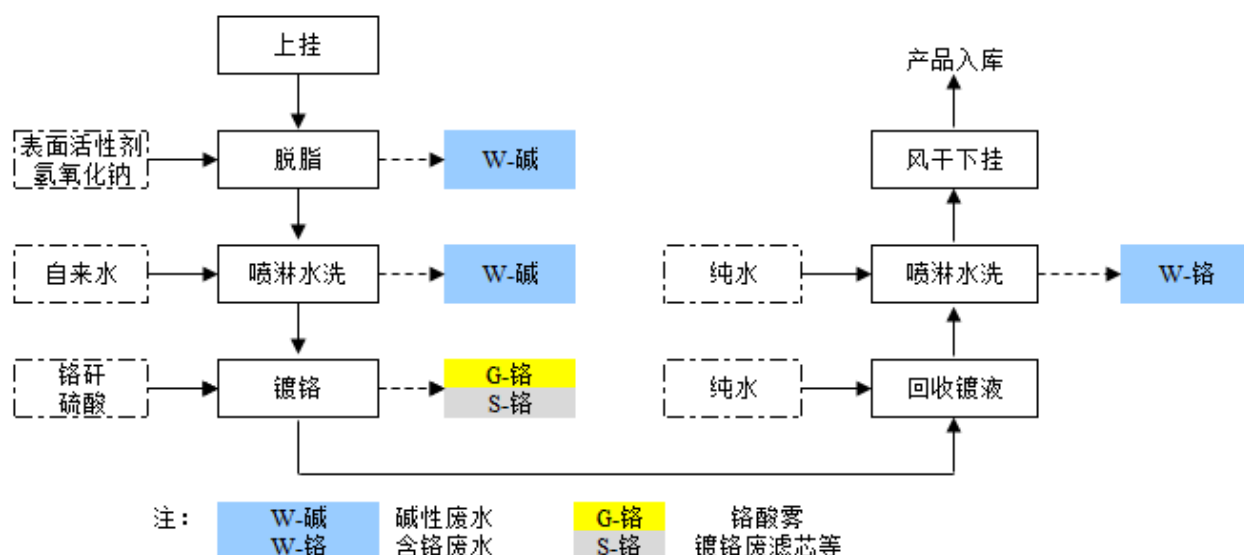 上挂
产品入库
表面活性剂
氢氧化钠
脱脂
W-碱
风干下挂
自来水
喷淋水洗
W-碱
纯水
喷淋水洗
W-铬
铬矸
硫酸
镀铬
G-铬
S-铬
纯水
回收镀液
注：
W-碱
碱性废水
G-铬
铬酸雾
W-铬
含铬废水
S-铬
镀铬废滤芯等